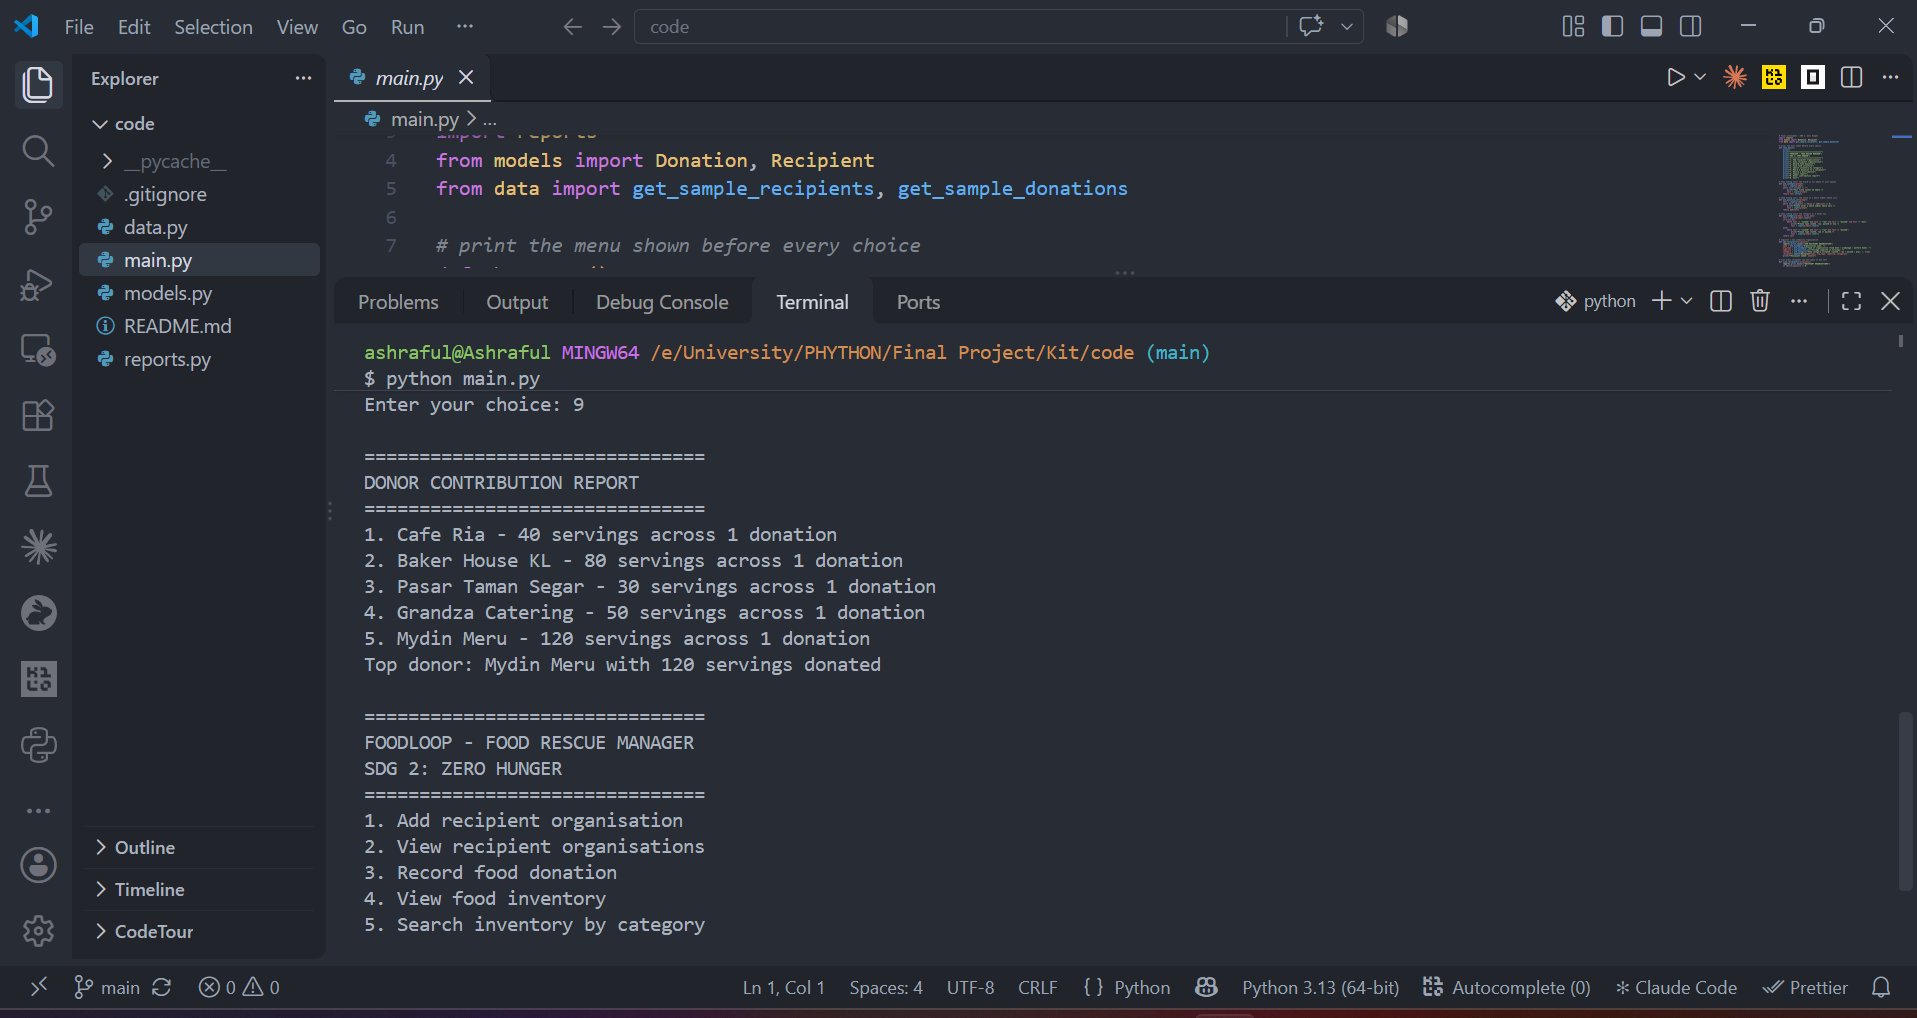 File Edit Selection View Go Run ... code
Explorer ...
main.py
code
__pycache__
.gitignore
data.py
main.py
models.py
README.md
reports.py
Outline
Timeline
CodeTour
main.py > ...
import reports
4 from models import Donation, Recipient
5 from data import get_sample_recipients, get_sample_donations
6
7 # print the menu shown before every choice
Problems Output Debug Console Terminal Ports python
ashraful@Ashraful MINGW64 /e/University/PHYTHON/Final Project/Kit/code (main)
$ python main.py
Enter your choice: 9
===============================
DONOR CONTRIBUTION REPORT
===============================
1. Cafe Ria - 40 servings across 1 donation
2. Baker House KL - 80 servings across 1 donation
3. Pasar Taman Segar - 30 servings across 1 donation
4. Grandza Catering - 50 servings across 1 donation
5. Mydin Meru - 120 servings across 1 donation
Top donor: Mydin Meru with 120 servings donated
===============================
FOODLOOP - FOOD RESCUE MANAGER
SDG 2: ZERO HUNGER
===============================
1. Add recipient organisation
2. View recipient organisations
3. Record food donation
4. View food inventory
5. Search inventory by category
main 0 0 Ln 1, Col 1 Spaces: 4 UTF-8 CRLF { } Python Python 3.13 (64-bit) Autocomplete (0) Claude Code Prettier